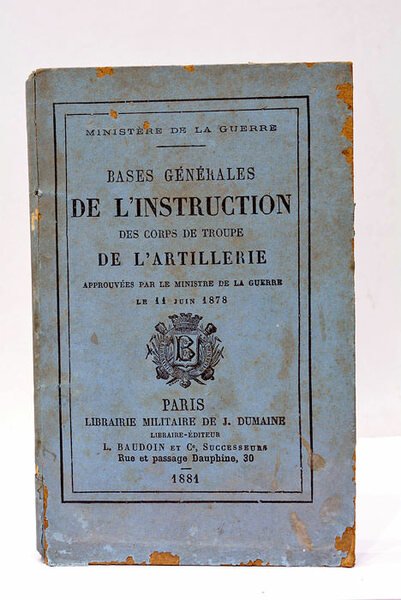 MINISTÈRE DE LA GUERRE
BASES GÉNÉRALES
DE L'INSTRUCTION
DES CORPS DE TROUPE
DE L'ARTILLERIE
APPROUVÉES PAR LE MINISTRE DE LA GUERRE
LE 11 JUIN 1878
B
PARIS
LIBRAIRIE MILITAIRE DE J. DUMAINE
LIBRAIRE-ÉDITEUR
L. BAUDOIN ET Cᵉ, SUCCESSEURS
Rue et passage Dauphine, 30
1881